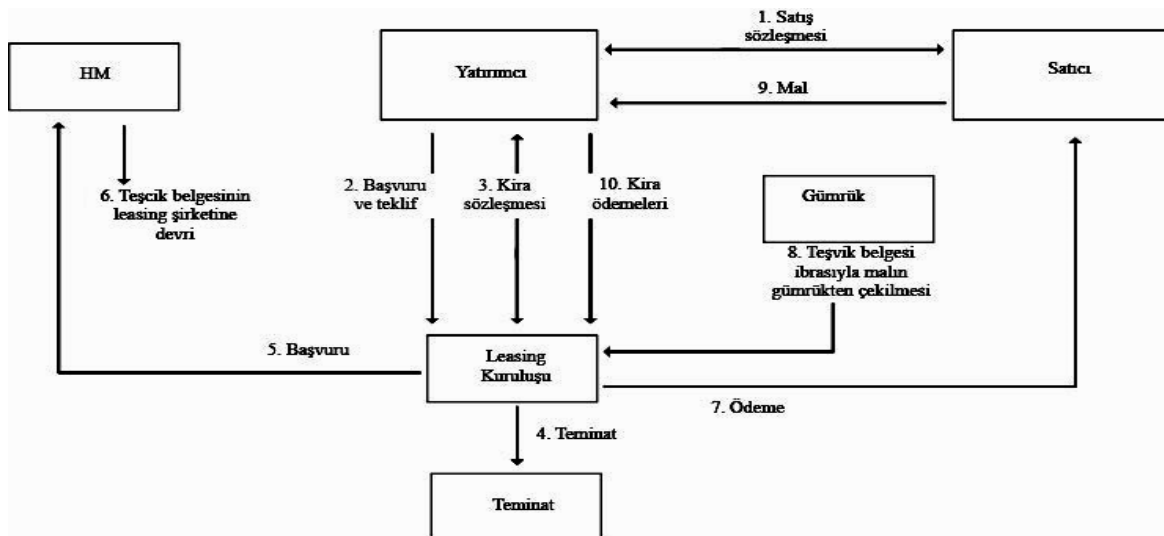 1. Satış
sözleşmesi
HM
Yatırımcı
Satıcı
9. Mal
2. Başvuru
ve teklif
3. Kira
sözleşmesi
10. Kira
ödemeleri
6. Teşcik belgesinin
leasing şirketine
devri
Gümrük
8. Teşvik belgesi
ibrasıyla malın
gümrükten çekilmesi
5. Başvuru
Leasing
Kuruluşu
7. Ödeme
4. Teminat
Teminat